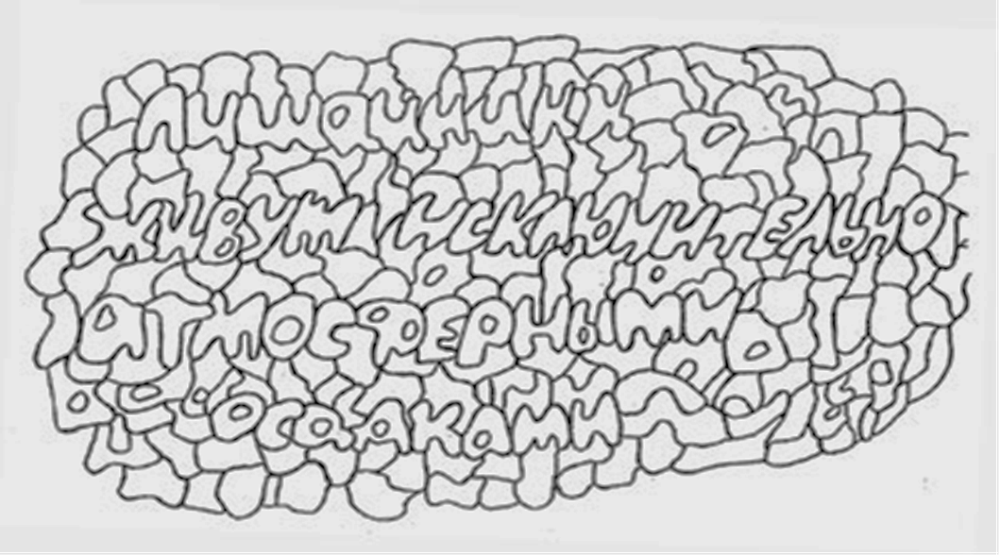 лишайники
живут исключительно
атмосферными
осадками